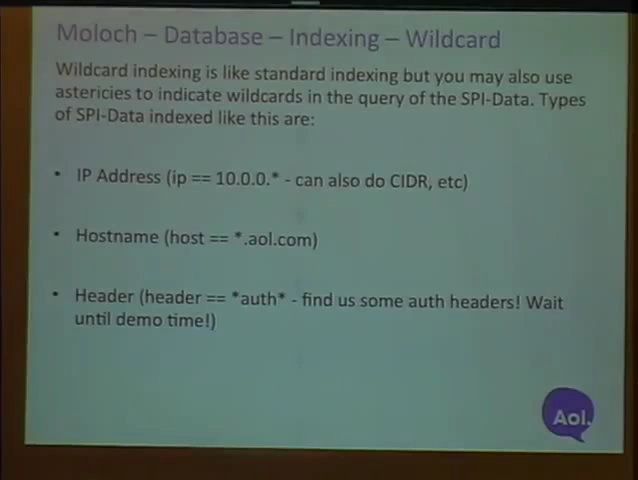 Moloch – Database – Indexing – Wildcard
Wildcard indexing is like standard indexing but you may also use
astericies to indicate wildcards in the query of the SPI-Data. Types
of SPI-Data indexed like this are:
• IP Address (ip == 10.0.0.* - can also do CIDR, etc)
• Hostname (host == *.aol.com)
• Header (header == *auth* - find us some auth headers! Wait
until demo time!)
Aol.